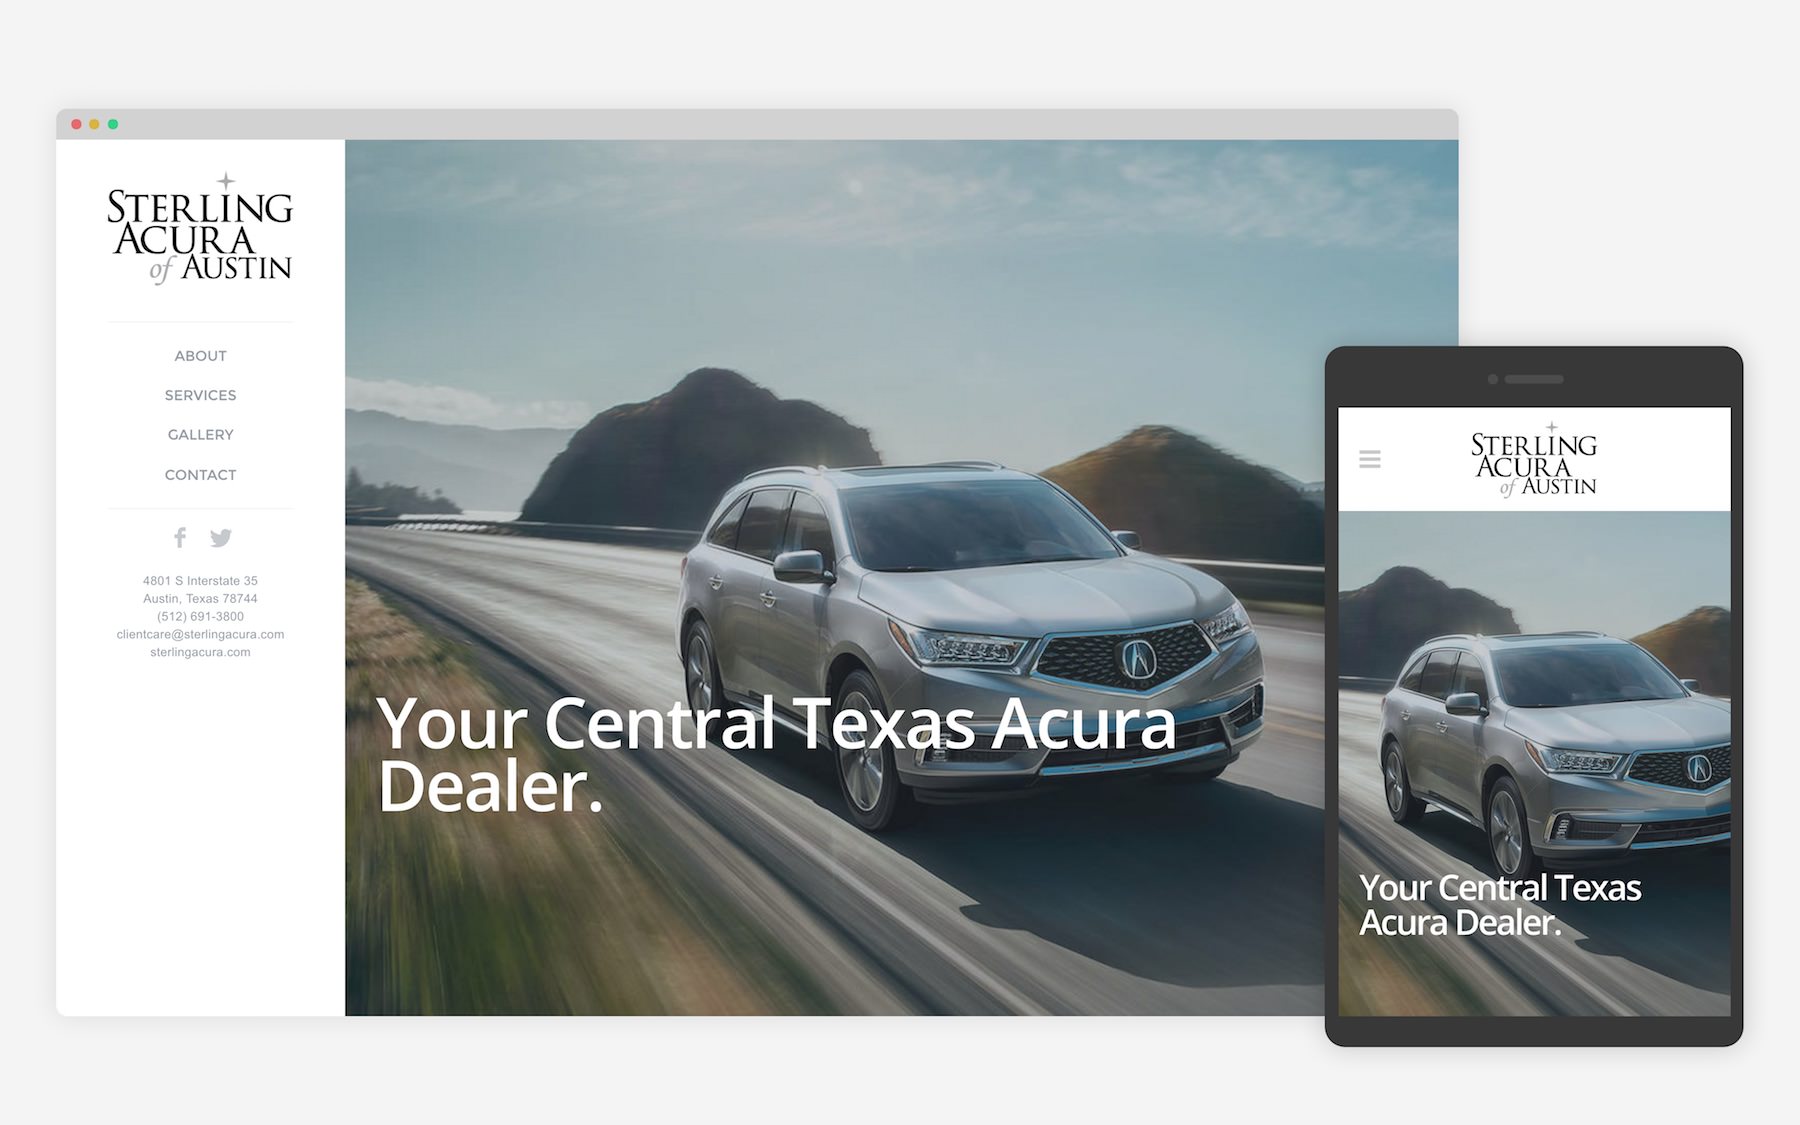 STERLING
ACURA
of AUSTIN
ABOUT
SERVICES
GALLERY
CONTACT
4801 S Interstate 35
Austin, Texas 78744
(512) 691-3800
clientcare@sterlingacura.com
sterlingacura.com
Your Central Texas Acura
Dealer.
STERLING
ACURA
of AUSTIN
Your Central Texas
Acura Dealer.